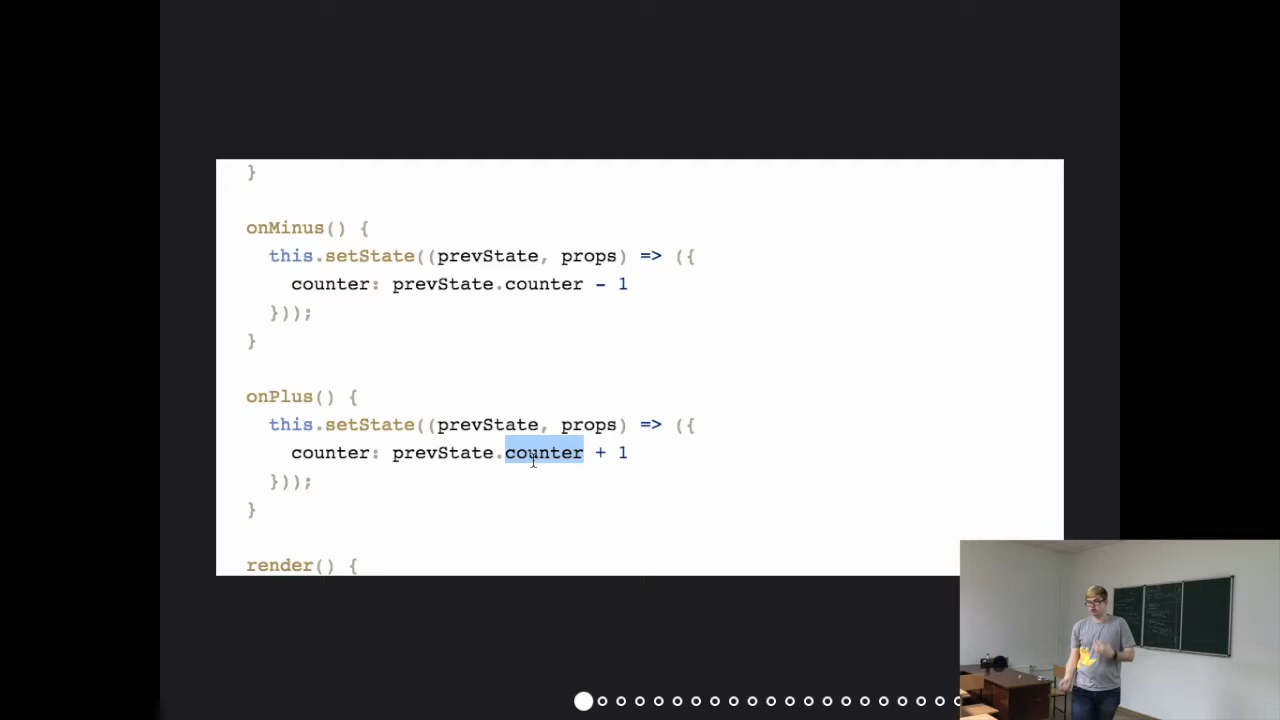 }
onMinus() {
this.setState((prevState, props) => ({
counter: prevState.counter - 1
}));
}
onPlus() {
this.setState((prevState, props) => ({
counter: prevState.counter + 1
}));
}
render() {